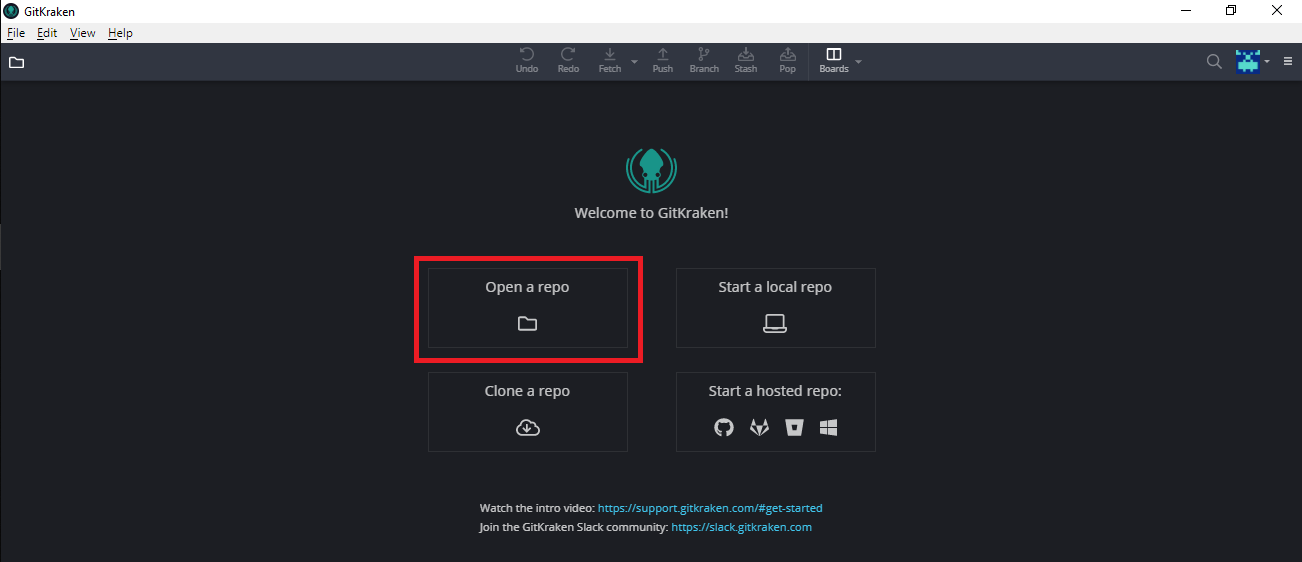 GitKraken
File Edit View Help
Undo Redo Fetch Push Branch Stash Pop Boards
Welcome to GitKraken!
Open a repo
Start a local repo
Clone a repo
Start a hosted repo:
Watch the intro video: https://support.gitkraken.com/#get-started
Join the GitKraken Slack community: https://slack.gitkraken.com